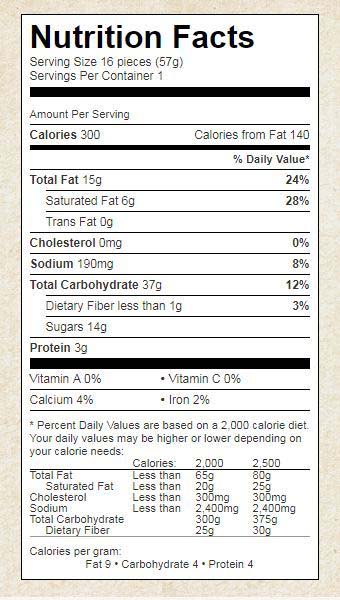 Nutrition Facts
Serving Size 16 pieces (57g)
Servings Per Container 1
Amount Per Serving
Calories 300 Calories from Fat 140
% Daily Value*
Total Fat 15g 24%
Saturated Fat 6g 28%
Trans Fat 0g
Cholesterol 0mg 0%
Sodium 190mg 8%
Total Carbohydrate 37g 12%
Dietary Fiber less than 1g 3%
Sugars 14g
Protein 3g
Vitamin A 0% • Vitamin C 0%
Calcium 4% • Iron 2%
* Percent Daily Values are based on a 2,000 calorie diet.
Your daily values may be higher or lower depending on
your calorie needs:
Calories: 2,000 2,500
Total Fat Less than 65g 80g
Saturated Fat Less than 20g 25g
Cholesterol Less than 300mg 300mg
Sodium Less than 2,400mg 2,400mg
Total Carbohydrate 300g 375g
Dietary Fiber 25g 30g
Calories per gram:
Fat 9 • Carbohydrate 4 • Protein 4